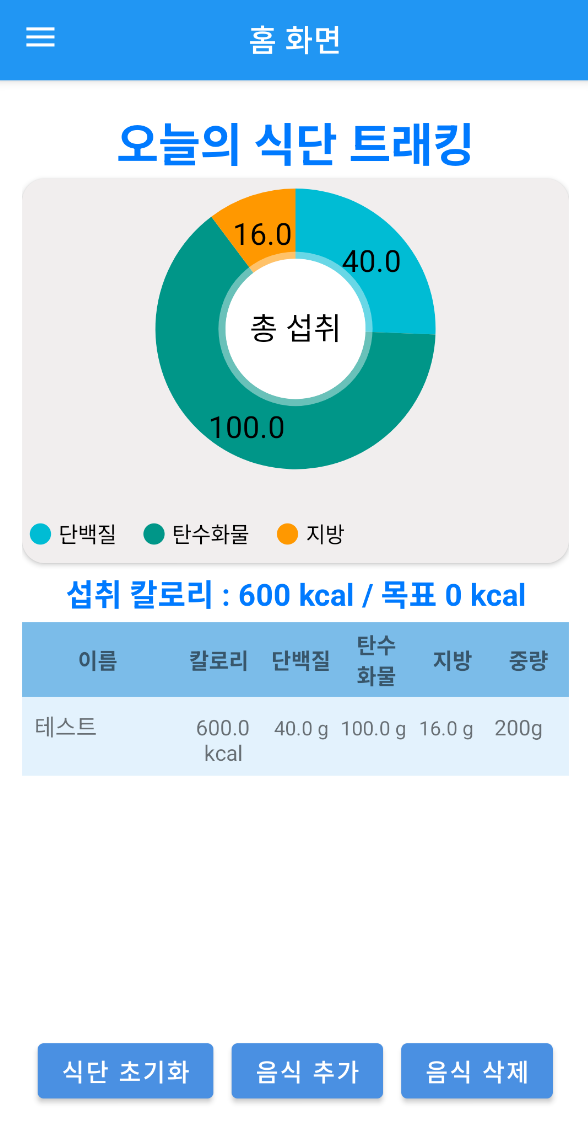 홈 화면
오늘의 식단 트래킹
16.0
40.0
총 섭취
100.0
단백질 탄수화물 지방
섭취 칼로리 : 600 kcal / 목표 0 kcal
이름 칼로리 단백질 탄수화물 지방 중량
테스트 600.0 kcal 40.0 g 100.0 g 16.0 g 200g
식단 초기화 음식 추가 음식 삭제